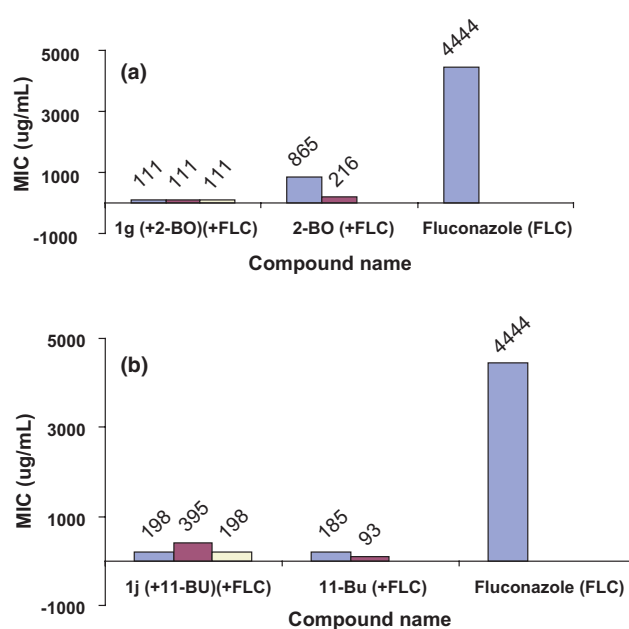 (a)
MIC (ug/mL)
5000
3000
1000
-1000
111 111 111
865 216
4444
1g (+2-BO)(+FLC) 2-BO (+FLC) Fluconazole (FLC)
Compound name
(b)
MIC (ug/mL)
5000
3000
1000
-1000
198 395 198
185 93
4444
1j (+11-BU)(+FLC) 11-Bu (+FLC) Fluconazole (FLC)
Compound name